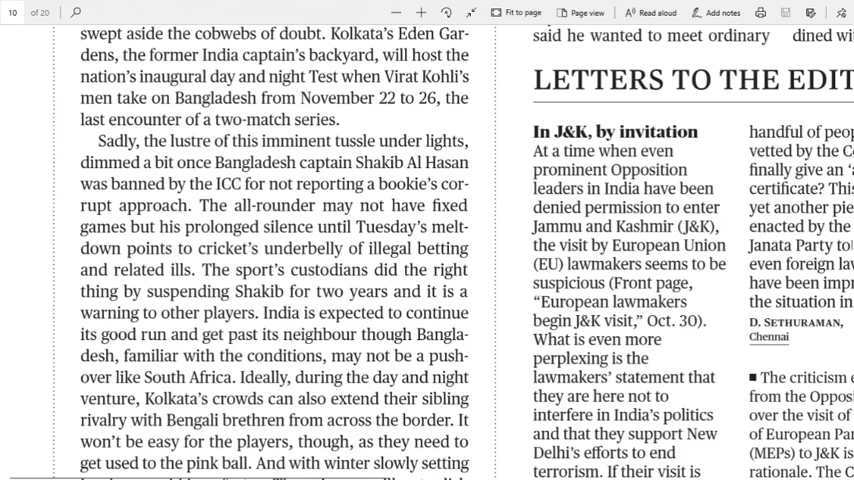 10 of 20
Fit to page
Page view
Read aloud
Add notes
swept aside the cobwebs of doubt. Kolkata's Eden Gar-
dens, the former India captain's backyard, will host the
nation's inaugural day and night Test when Virat Kohli's
men take on Bangladesh from November 22 to 26, the
last encounter of a two-match series.
Sadly, the lustre of this imminent tussle under lights,
dimmed a bit once Bangladesh captain Shakib Al Hasan
was banned by the ICC for not reporting a bookie's cor-
rupt approach. The all-rounder may not have fixed
games but his prolonged silence until Tuesday's melt-
down points to cricket's underbelly of illegal betting
and related ills. The sport's custodians did the right
thing by suspending Shakib for two years and it is a
warning to other players. India is expected to continue
its good run and get past its neighbour though Bangla-
desh, familiar with the conditions, may not be a push-
over like South Africa. Ideally, during the day and night
venture, Kolkata's crowds can also extend their sibling
rivalry with Bengali brethren from across the border. It
won't be easy for the players, though, as they need to
get used to the pink ball. And with winter slowly setting
said he wanted to meet ordinary
dined wi
LETTERS TO THE EDIT
In J&K, by invitation
At a time when even
prominent Opposition
leaders in India have been
denied permission to enter
Jammu and Kashmir (J&K),
the visit by European Union
(EU) lawmakers seems to be
suspicious (Front page,
“European lawmakers
begin J&K visit,” Oct. 30).
What is even more
perplexing is the
lawmakers' statement that
they are here not to
interfere in India's politics
and that they support New
Delhi's efforts to end
terrorism. If their visit is
handful of peop
vetted by the Ce
finally give an ‘a
certificate? This
yet another pie
enacted by the
Janata Party to
even foreign law
have been impr
the situation in
D. SETHURAMAN,
Chennai
■ The criticism e
from the Opposi
over the visit of
of European Par
(MEPs) to J&K is
rationale. The C